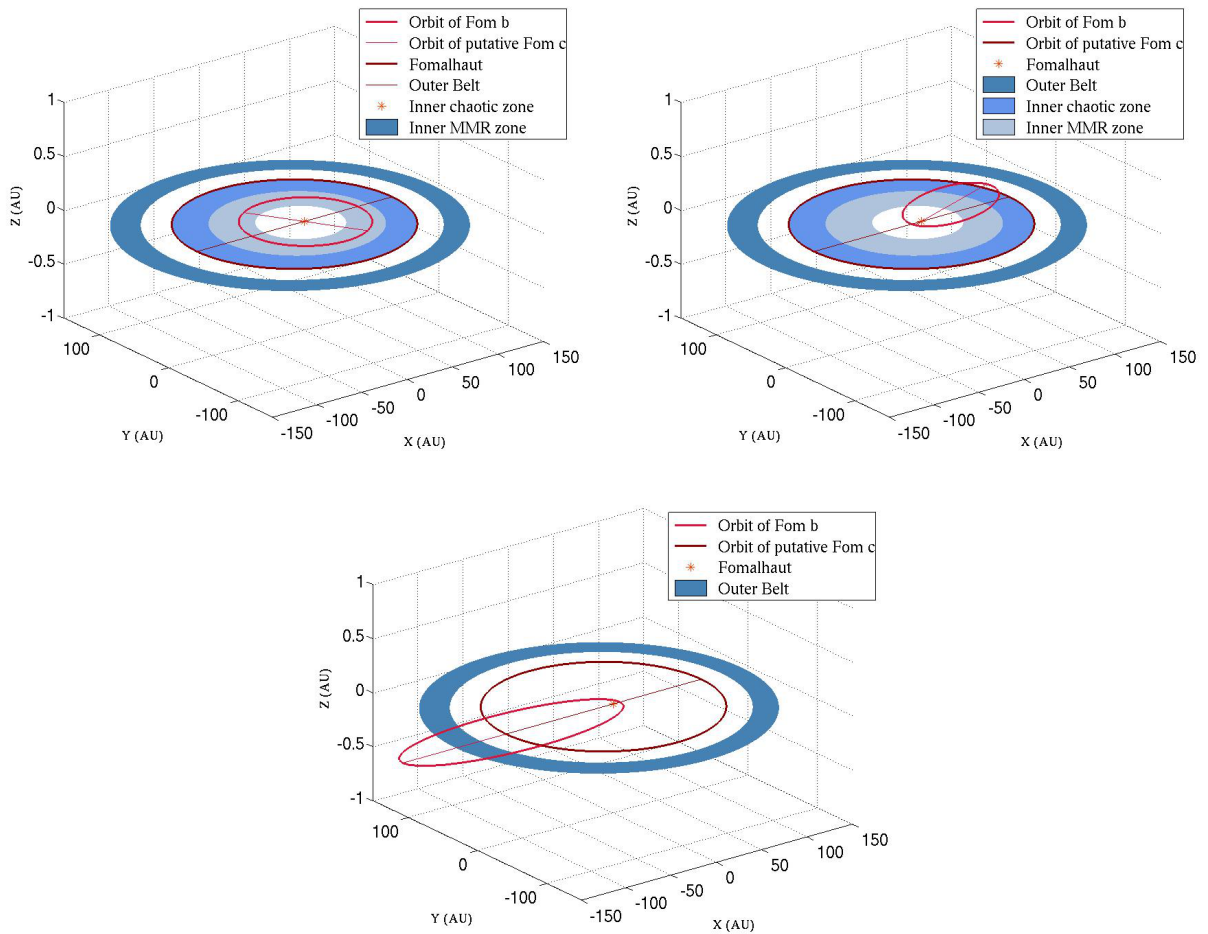 Orbit of Fom b
Orbit of putative Fom c
Fomalhaut
Outer Belt
Inner chaotic zone
Inner MMR zone
1
0.5
0
-0.5
-1
Z (AU)
100
0
-100
Y (AU)
-150
-100
-50
0
50
100
150
X (AU)
Orbit of Fom b
Orbit of putative Fom c
Fomalhaut
Outer Belt
Inner chaotic zone
Inner MMR zone
1
0.5
0
-0.5
-1
Z (AU)
100
0
-100
Y (AU)
-150
-100
-50
0
50
100
150
X (AU)
Orbit of Fom b
Orbit of putative Fom c
Fomalhaut
Outer Belt
1
0.5
0
-0.5
-1
Z (AU)
100
0
-100
Y (AU)
-150
-100
-50
0
50
100
150
X (AU)